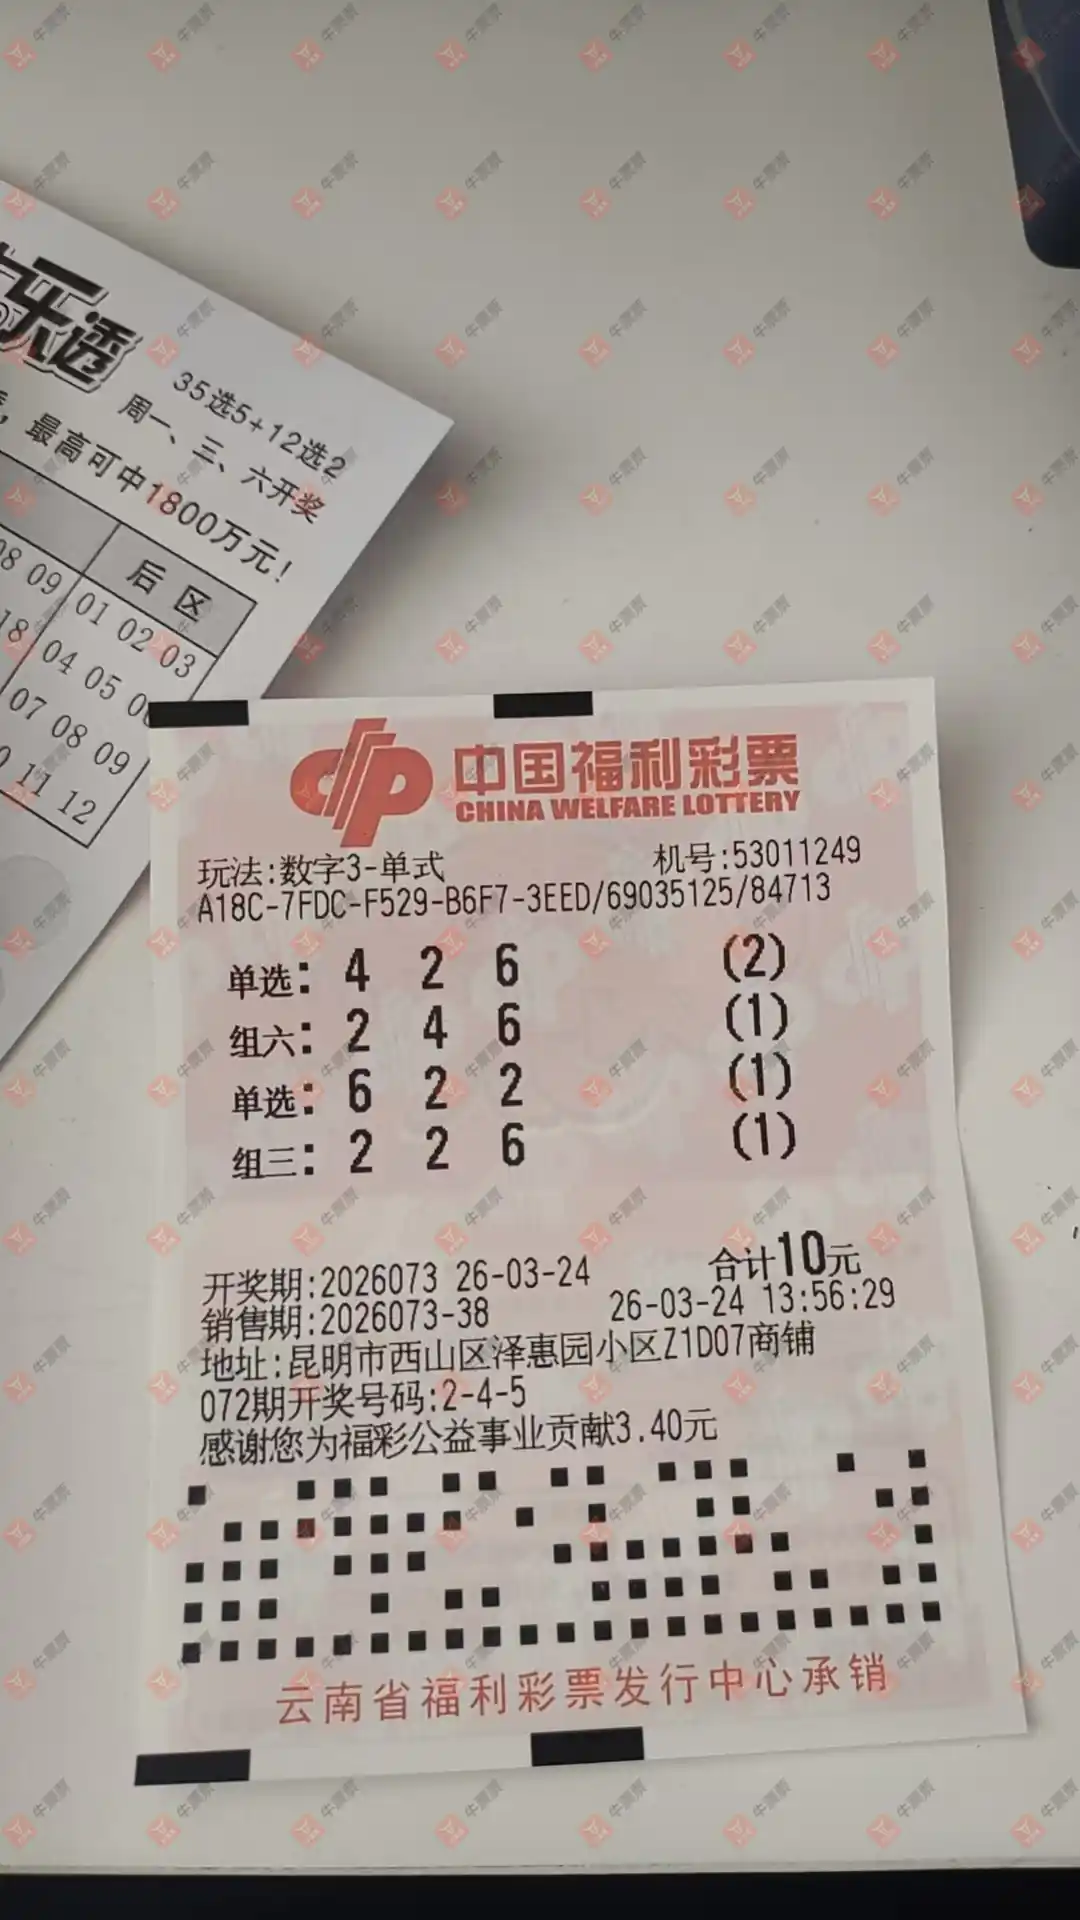 乐透
35选5+12选2
周一、三、六开奖
，最高可中1800万元！
后区
08 09 01 02 03
18 04 05
07 08 09
11 12
中国福利彩票
CHINA WELFARE LOTTERY
玩法:数字3-单式 机号:53011249
A18C-7FDC-F529-B6F7-3EED/69035125/84713
单选: 4 2 6 (2)
组六: 2 4 6 (1)
单选: 6 2 2 (1)
组三: 2 2 6 (1)
开奖期:2026073 26-03-24 合计10元
销售期:2026073-38 26-03-24 13:56:29
地址:昆明市西山区泽惠园小区Z1D07商铺
072期开奖号码:2-4-5
感谢您为福彩公益事业贡献3.40元
云南省福利彩票发行中心承销
牛票票